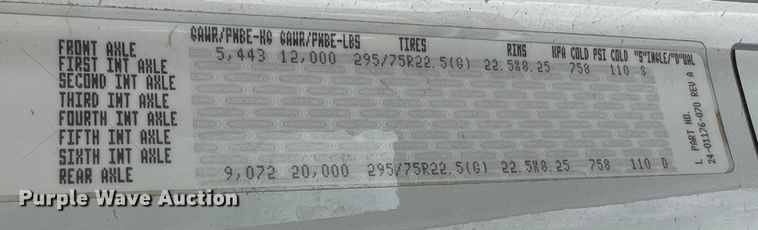 GAWR/PNBE-KG GAWR/PNBE-LBS TIRES RIMS KPA COLD PSI COLD "S"INGLE/"D"UAL
FRONT AXLE 5,443 12,000 295/75R22.5(G) 22.5X8.25 758 110 S
FIRST INT AXLE
SECOND INT AXLE
THIRD INT AXLE
FOURTH INT AXLE
FIFTH INT AXLE
SIXTH INT AXLE
REAR AXLE 9,072 20,000 295/75R22.5(G) 22.5X8.25 758 110 D
L PART NO.
24-01176-070 REV A
Purple Wave Auction